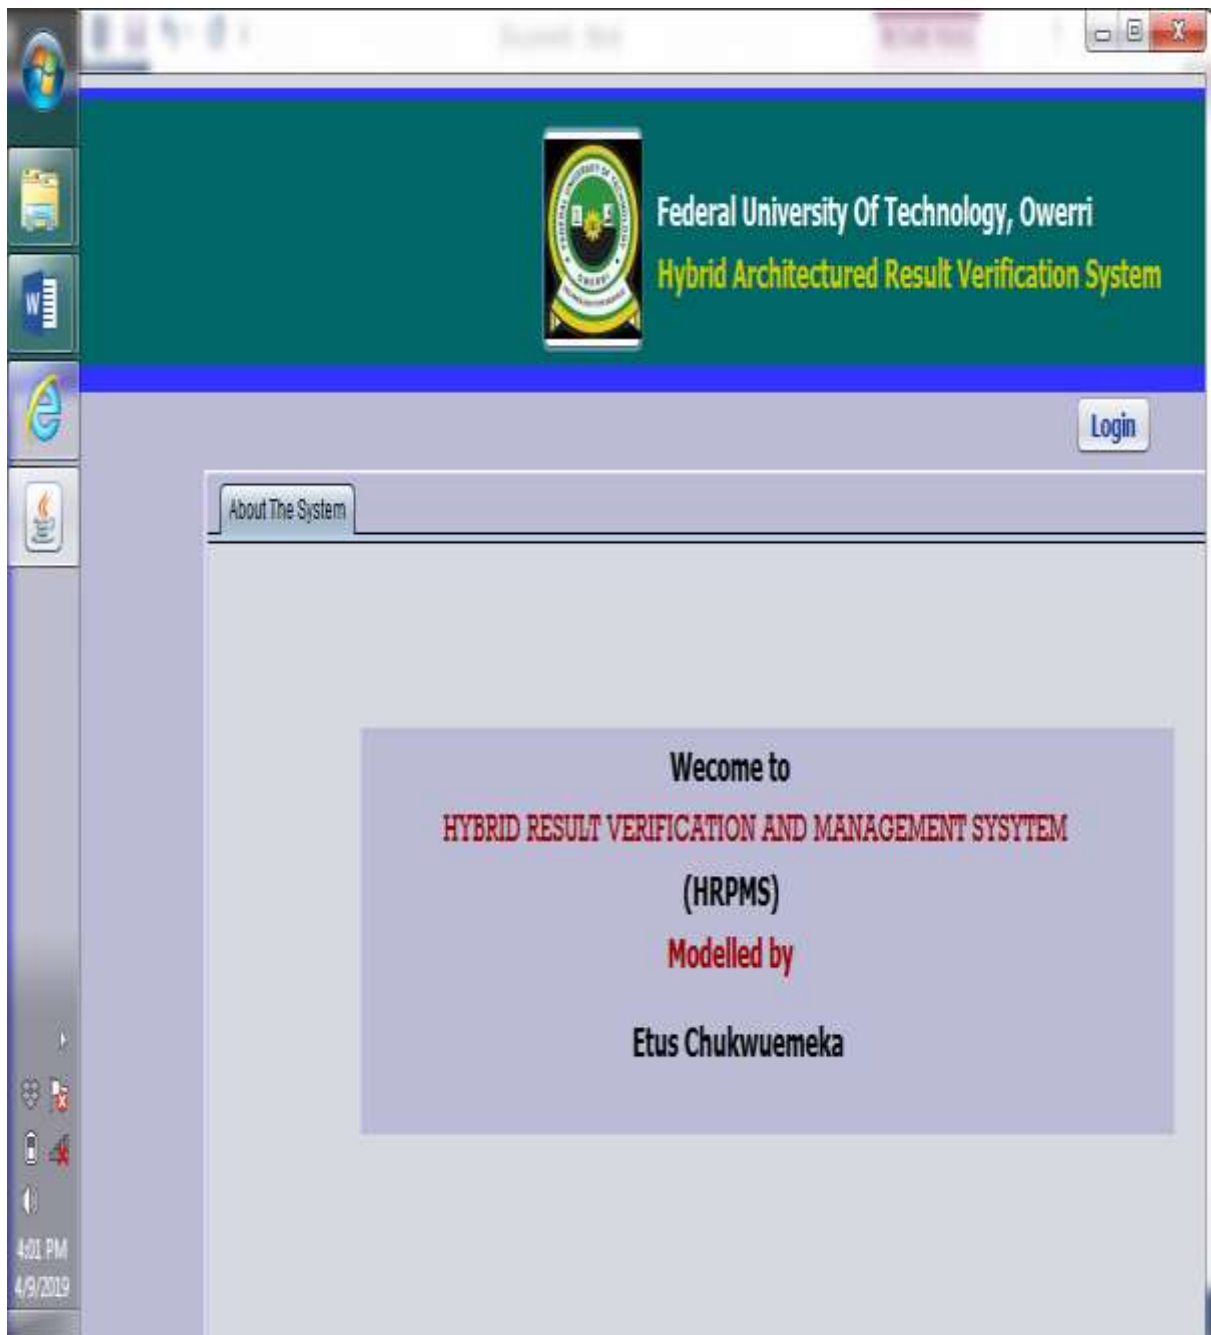 Federal University Of Technology, Owerri
Hybrid Architectured Result Verification System
Login
About The System
Wecome to
HYBRID RESULT VERIFICATION AND MANAGEMENT SYSYTEM
(HRPMS)
Modelled by
Etus Chukwuemeka
4:01 PM
4/9/2019